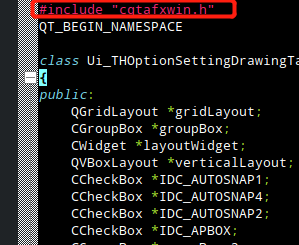 #include "cqtafxwin.h"
QT_BEGIN_NAMESPACE
class Ui_THOptionSettingDrawingTa
{
public:
QGridLayout *gridLayout;
CGroupBox *groupBox;
CWidget *layoutWidget;
QVBoxLayout *verticalLayout;
CCheckBox *IDC_AUTOSNAP1;
CCheckBox *IDC_AUTOSNAP4;
CCheckBox *IDC_AUTOSNAP2;
CCheckBox *IDC_APBOX;